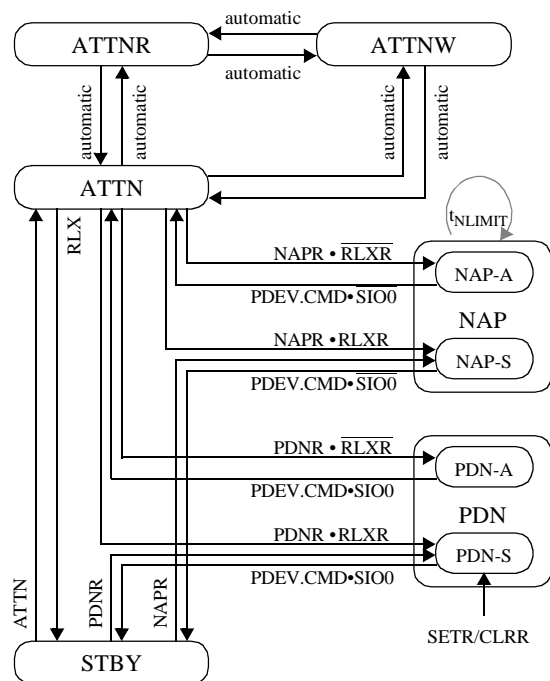 automatic
ATTNR
ATTNW
automatic
automatic
automatic
automatic
automatic
ATTN
RLX
tNLIMIT
NAPR • RLXR
NAP-A
PDEV.CMD•SIO0
NAP
NAPR • RLXR
NAP-S
PDEV.CMD•SIO0
PDNR • RLXR
PDN-A
PDEV.CMD•SIO0
PDN
PDNR • RLXR
PDN-S
PDEV.CMD•SIO0
ATTN
PDNR
NAPR
SETR/CLRR
STBY